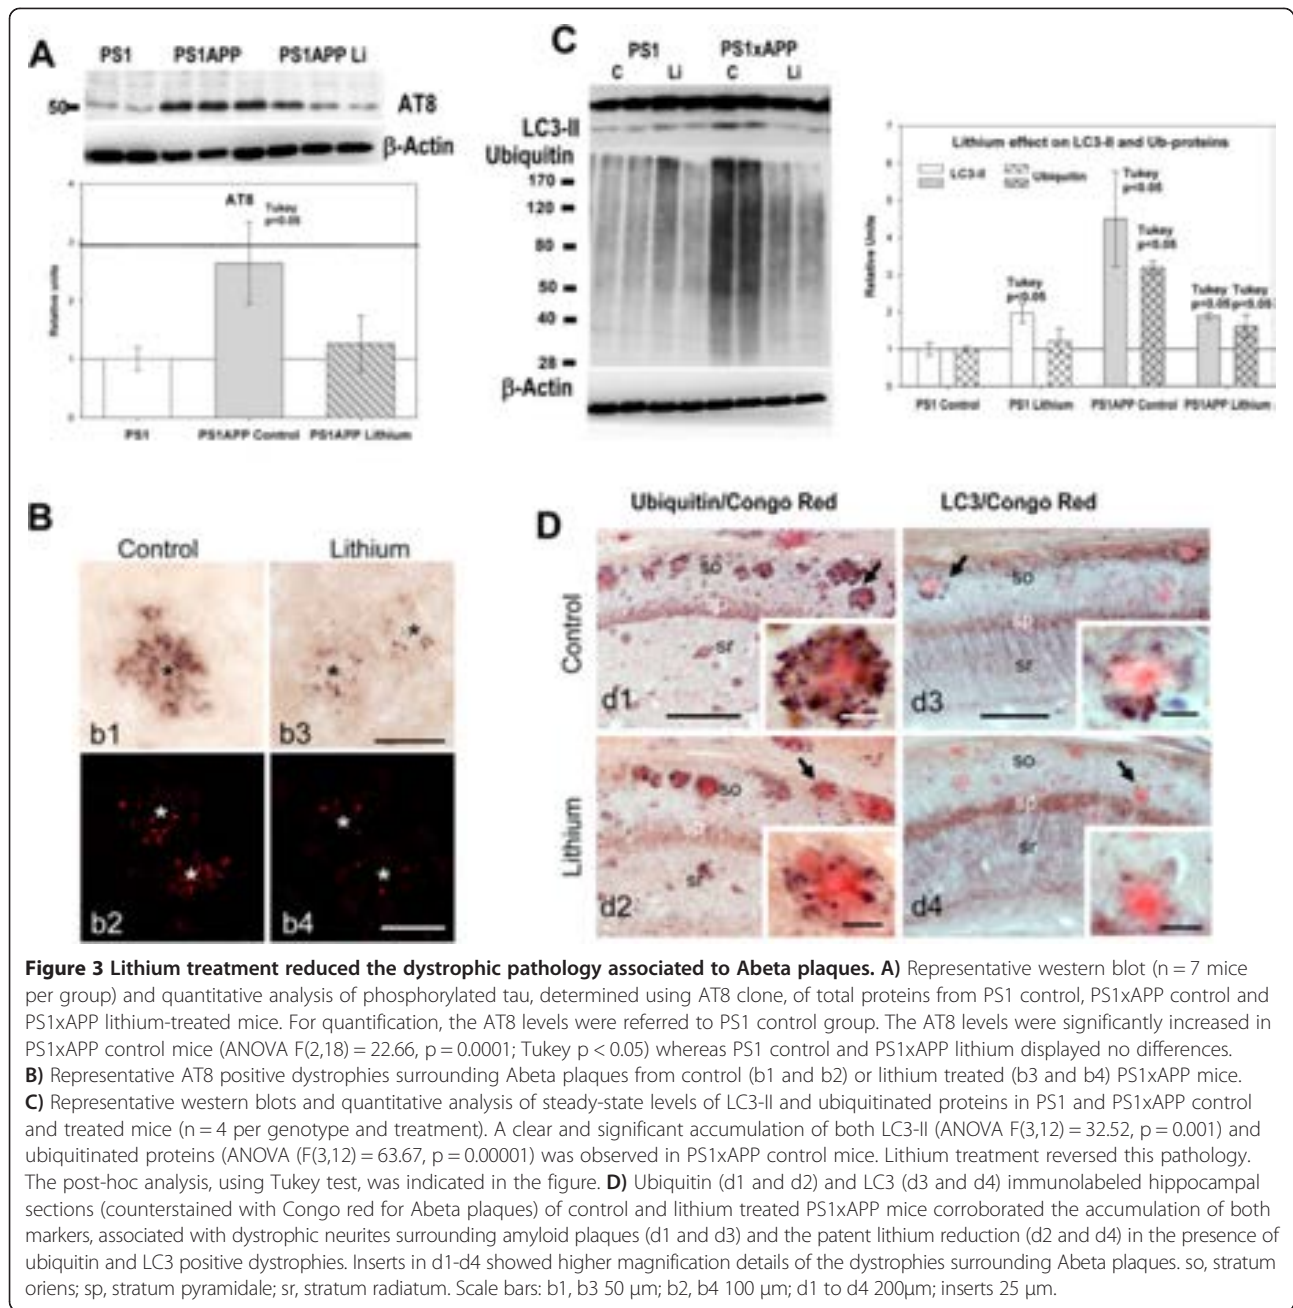 A
PS1 PS1APP PS1APP Li
50 AT8
β-Actin
4
AT8
Tukey
p<0.05
3
2
1
0
Relative units
PS1 PS1APP Control PS1APP Lithium
C
PS1 PS1xAPP
C Li C Li
LC3-II
Ubiquitin
170
120
80
50
40
28
β-Actin
Lithium effect on LC3-II and Ub-proteins
LC3-II Ubiquitin
Tukey
p<0.05
Tukey
p<0.05
Tukey
p<0.05
Tukey Tukey
p<0.05 p<0.05
7
6
5
4
3
2
1
0
Relative Units
PS1 Control PS1 Lithium PS1APP Control PS1APP Lithium
B
Control Lithium
b1 b3
b2 b4
D
Ubiquitin/Congo Red LC3/Congo Red
Control
so so
sp
sr sr
d1 d3
Lithium
so so
sp
sr sr
d2 d4
Figure 3 Lithium treatment reduced the dystrophic pathology associated to Abeta plaques. A) Representative western blot (n = 7 mice
per group) and quantitative analysis of phosphorylated tau, determined using AT8 clone, of total proteins from PS1 control, PS1xAPP control and
PS1xAPP lithium-treated mice. For quantification, the AT8 levels were referred to PS1 control group. The AT8 levels were significantly increased in
PS1xAPP control mice (ANOVA F(2,18) = 22.66, p = 0.0001; Tukey p < 0.05) whereas PS1 control and PS1xAPP lithium displayed no differences.
B) Representative AT8 positive dystrophies surrounding Abeta plaques from control (b1 and b2) or lithium treated (b3 and b4) PS1xAPP mice.
C) Representative western blots and quantitative analysis of steady-state levels of LC3-II and ubiquitinated proteins in PS1 and PS1xAPP control
and treated mice (n = 4 per genotype and treatment). A clear and significant accumulation of both LC3-II (ANOVA F(3,12) = 32.52, p = 0.001) and
ubiquitinated proteins (ANOVA (F(3,12) = 63.67, p = 0.00001) was observed in PS1xAPP control mice. Lithium treatment reversed this pathology.
The post-hoc analysis, using Tukey test, was indicated in the figure. D) Ubiquitin (d1 and d2) and LC3 (d3 and d4) immunolabeled hippocampal
sections (counterstained with Congo red for Abeta plaques) of control and lithium treated PS1xAPP mice corroborated the accumulation of both
markers, associated with dystrophic neurites surrounding amyloid plaques (d1 and d3) and the patent lithium reduction (d2 and d4) in the presence of
ubiquitin and LC3 positive dystrophies. Inserts in d1-d4 showed higher magnification details of the dystrophies surrounding Abeta plaques. so, stratum
oriens; sp, stratum pyramidale; sr, stratum radiatum. Scale bars: b1, b3 50 μm; b2, b4 100 μm; d1 to d4 200μm; inserts 25 μm.